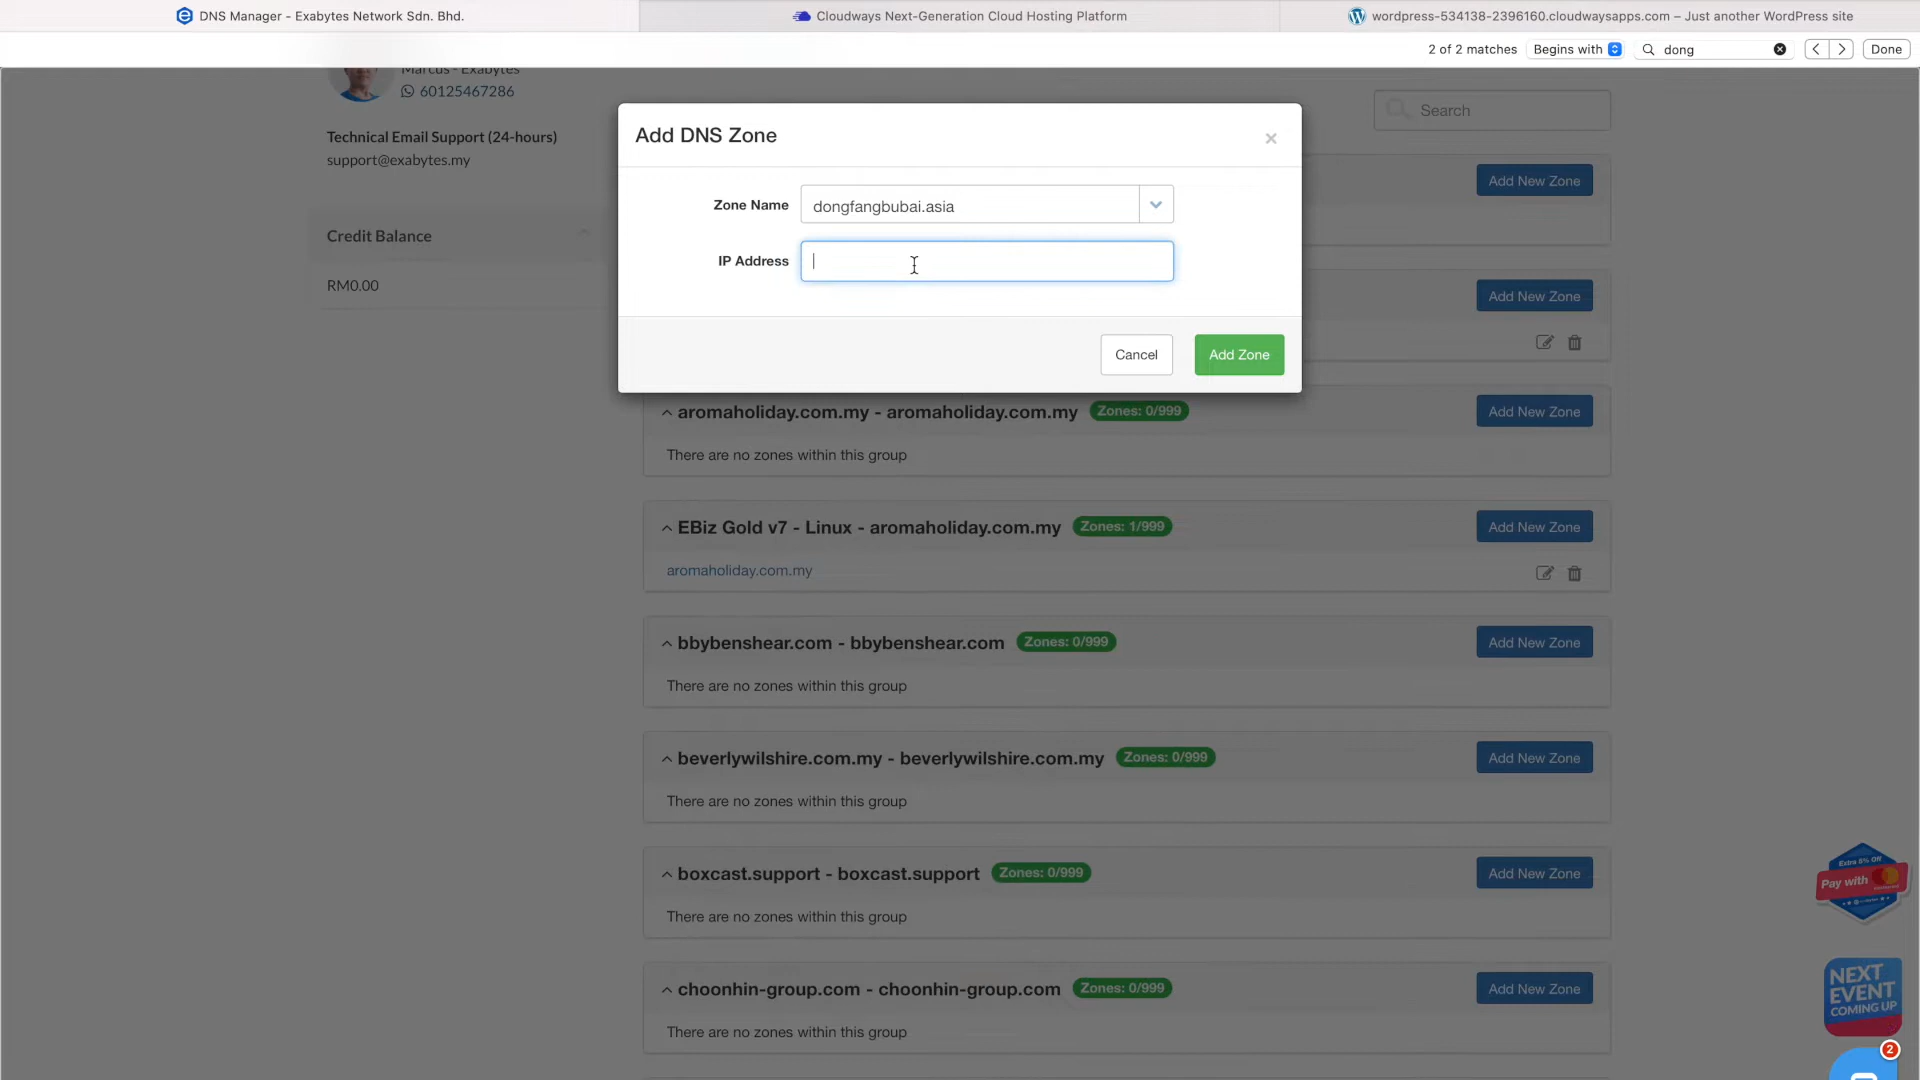 DNS Manager - Exabytes Network Sdn. Bhd.
Cloudways Next-Generation Cloud Hosting Platform
wordpress-534138-2396160.cloudwaysapps.com – Just another WordPress site
2 of 2 matches
Begins with
dong
Done
Marcus - Exabytes
60125467286
Technical Email Support (24-hours)
support@exabytes.my
Credit Balance
RM0.00
Search
Add DNS Zone
×
Zone Name
dongfangbubai.asia
IP Address
Cancel
Add Zone
Add New Zone
Add New Zone
aromaholiday.com.my - aromaholiday.com.my
Zones: 0/999
Add New Zone
There are no zones within this group
EBiz Gold v7 - Linux - aromaholiday.com.my
Zones: 1/999
Add New Zone
aromaholiday.com.my
bbybenshear.com - bbybenshear.com
Zones: 0/999
Add New Zone
There are no zones within this group
beverlywilshire.com.my - beverlywilshire.com.my
Zones: 0/999
Add New Zone
There are no zones within this group
boxcast.support - boxcast.support
Zones: 0/999
Add New Zone
There are no zones within this group
choonhin-group.com - choonhin-group.com
Zones: 0/999
Add New Zone
There are no zones within this group
Extra 5% Off
Pay with
NEXT
EVENT
COMING UP
2